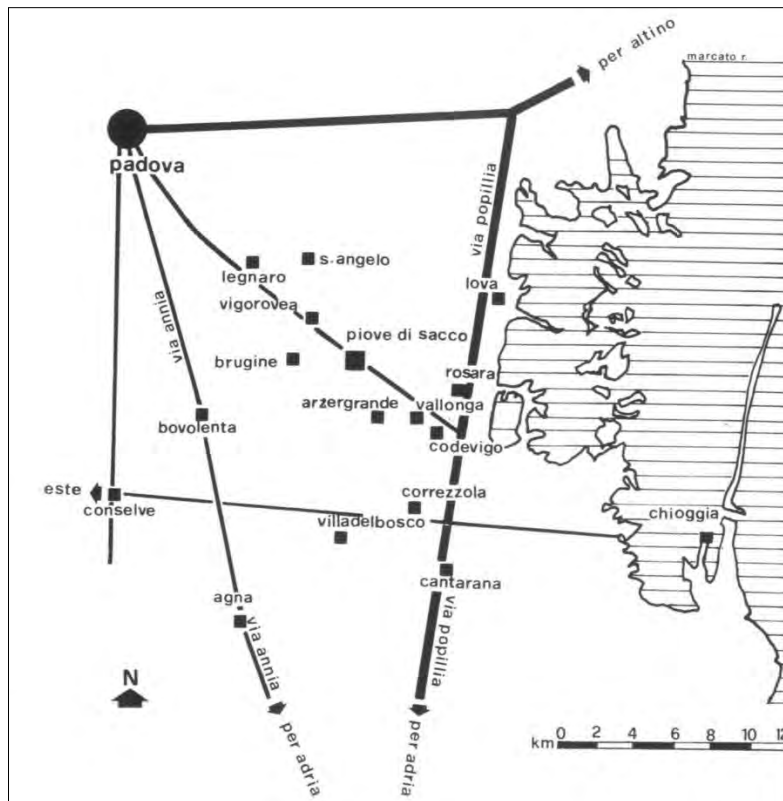 marcato r.
per altino
padova
via popillia
s. angelo
legnaro
lova
vigorovea
via annia
piove di sacco
brugine
rosara
arzergrande
vallonga
bovolenta
codevigo
este
correzzola
conselve
chioggia
villadelbosco
cantarana
agna
via annia
via popillia
N
per adria
per adria
km 0 2 4 6 8 10 12